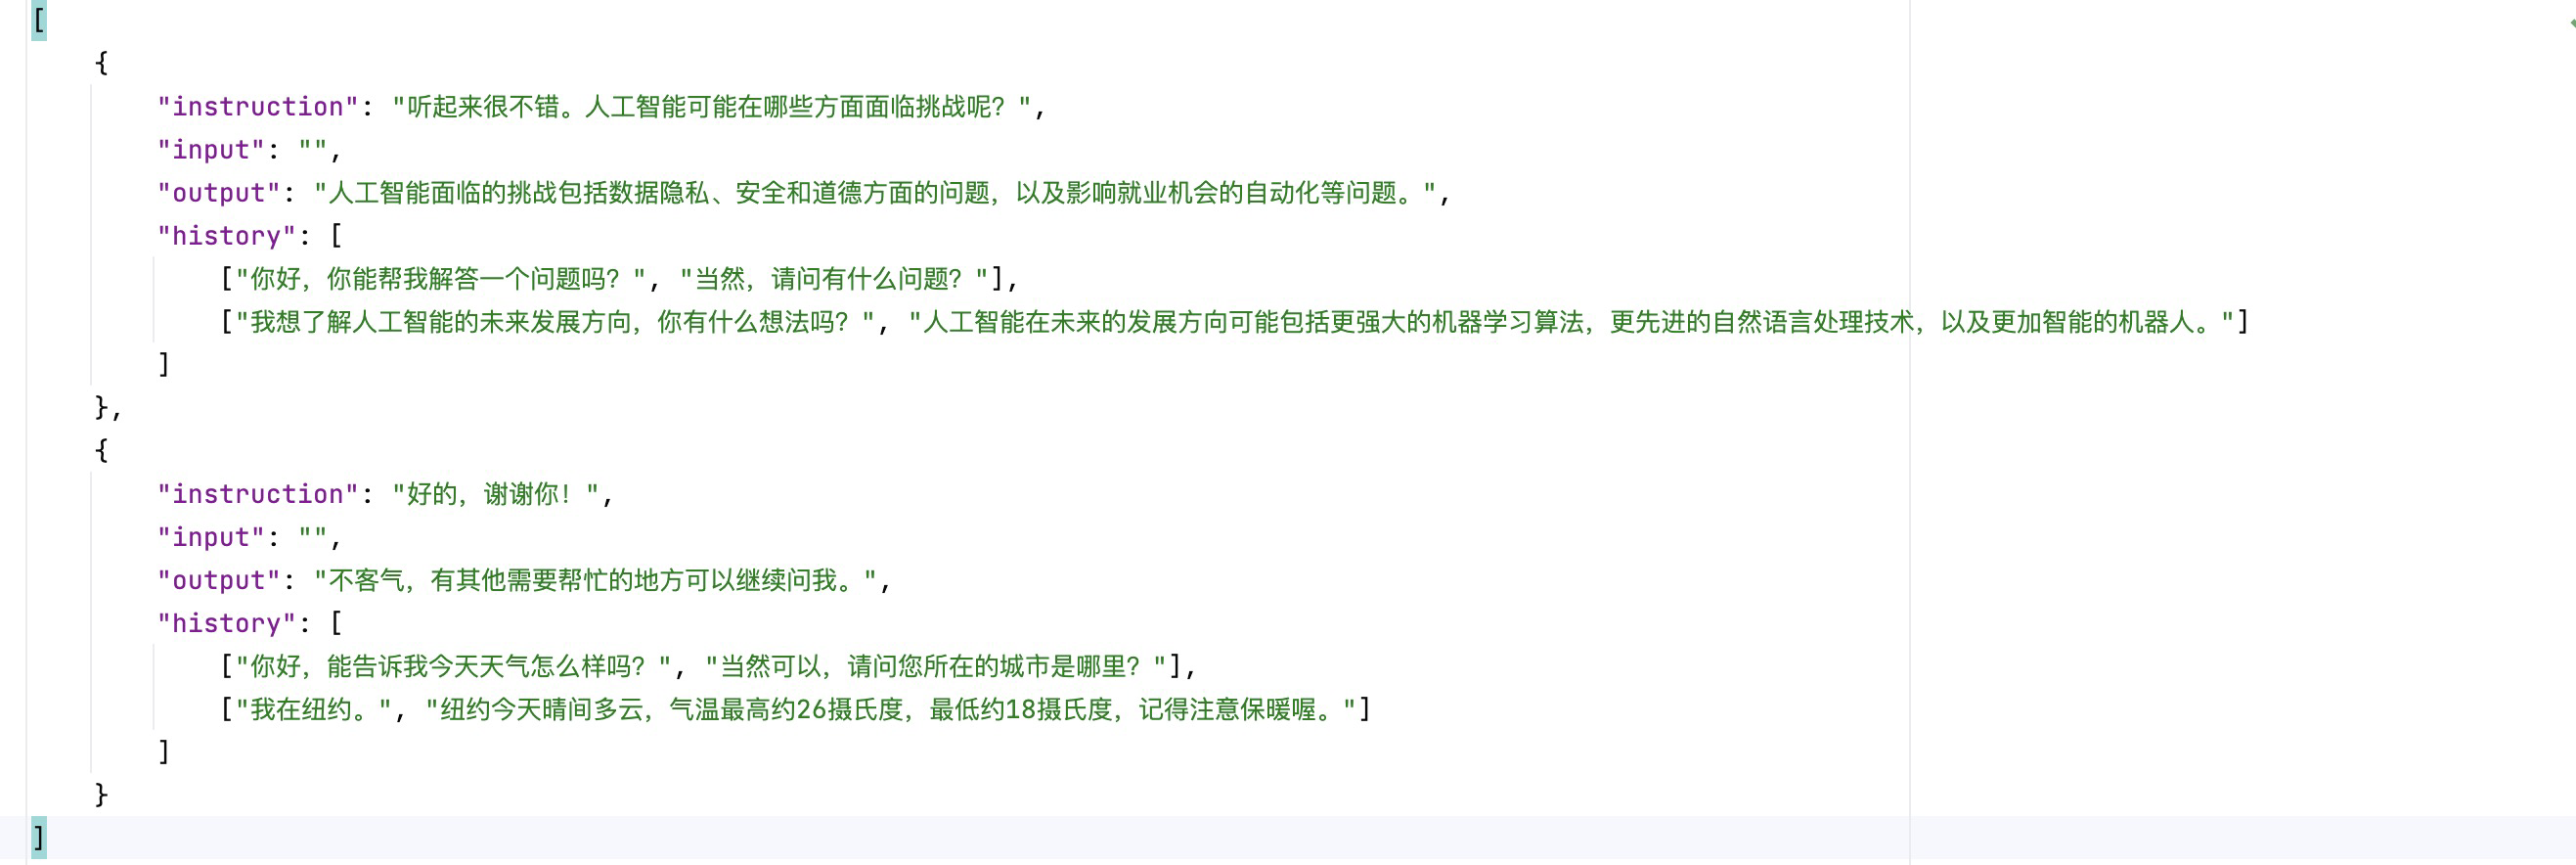 [
    {
        "instruction": "听起来很不错。人工智能可能在哪些方面面临挑战呢？",
        "input": "",
        "output": "人工智能面临的挑战包括数据隐私、安全和道德方面的问题，以及影响就业机会的自动化等问题。",
        "history": [
            ["你好，你能帮我解答一个问题吗？", "当然，请问有什么问题？"],
            ["我想了解人工智能的未来发展方向，你有什么想法吗？", "人工智能在未来的发展方向可能包括更强大的机器学习算法，更先进的自然语言处理技术，以及更加智能的机器人。"]
        ]
    },
    {
        "instruction": "好的，谢谢你！",
        "input": "",
        "output": "不客气，有其他需要帮忙的地方可以继续问我。",
        "history": [
            ["你好，能告诉我今天天气怎么样吗？", "当然可以，请问您所在的城市是哪里？"],
            ["我在纽约。", "纽约今天晴间多云，气温最高约26摄氏度，最低约18摄氏度，记得注意保暖喔。"]
        ]
    }
]